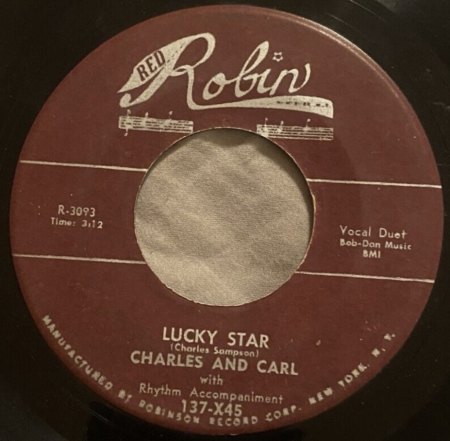 RED
Robin
R-3093
Time: 3:12
Vocal Duet
Bob-Dan Music
BMI
LUCKY STAR
(Charles Sampson)
CHARLES AND CARL
with
Rhythm Accompaniment
137-X45
MANUFACTURED BY ROBINSON RECORD CORP. NEW YORK, N. Y.